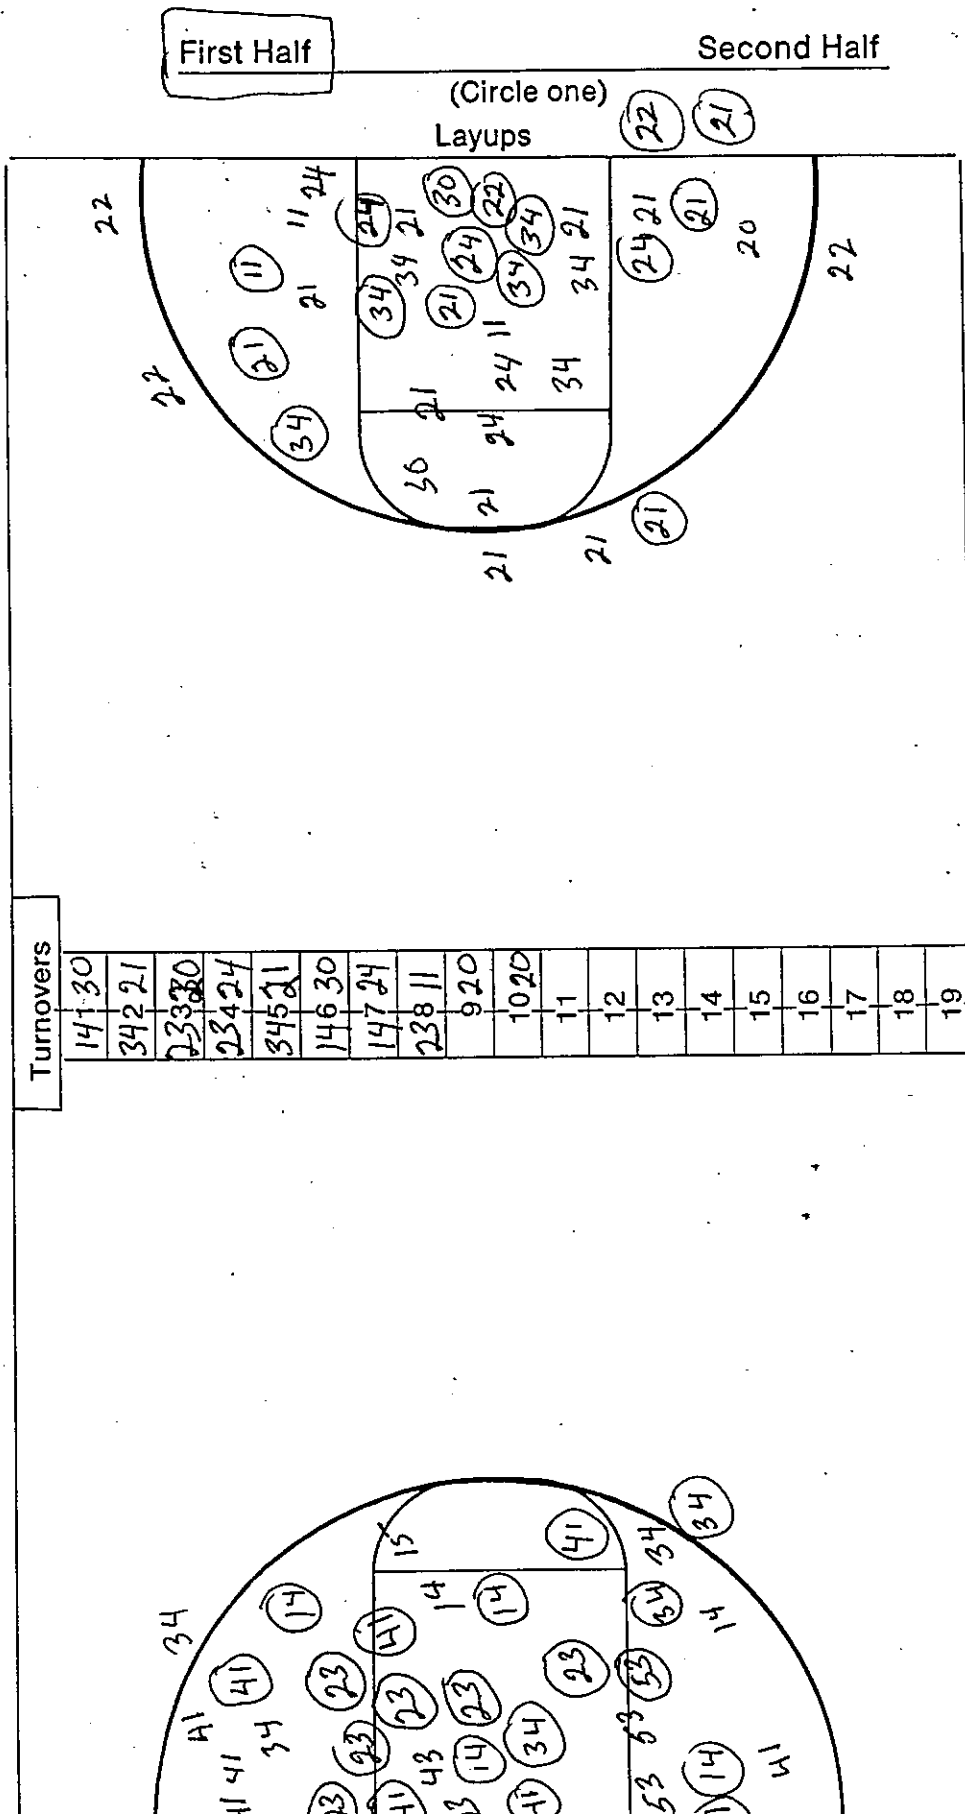 First Half Second Half
(Circle one)
Layups 22 21
22 11 24 24 21 30 22 34 21 21 21 20 22
11 21 34 34 24 34 34 24
21 21 11
22 24 34
34 21 24
30 21 21
21 21
Turnovers
14 1 30
34 2 21
23 3 30
23 4 24
34 5 21
14 6 30
14 7 24
23 8 11
9 20
10 20
11
12
13
14
15
16
17
18
19
15 41 34 34
34 14 41 14 14 34 14
41 23 23 23 23 53
41 34 23 43 14 34 53 14 41
41 23 41 41 53